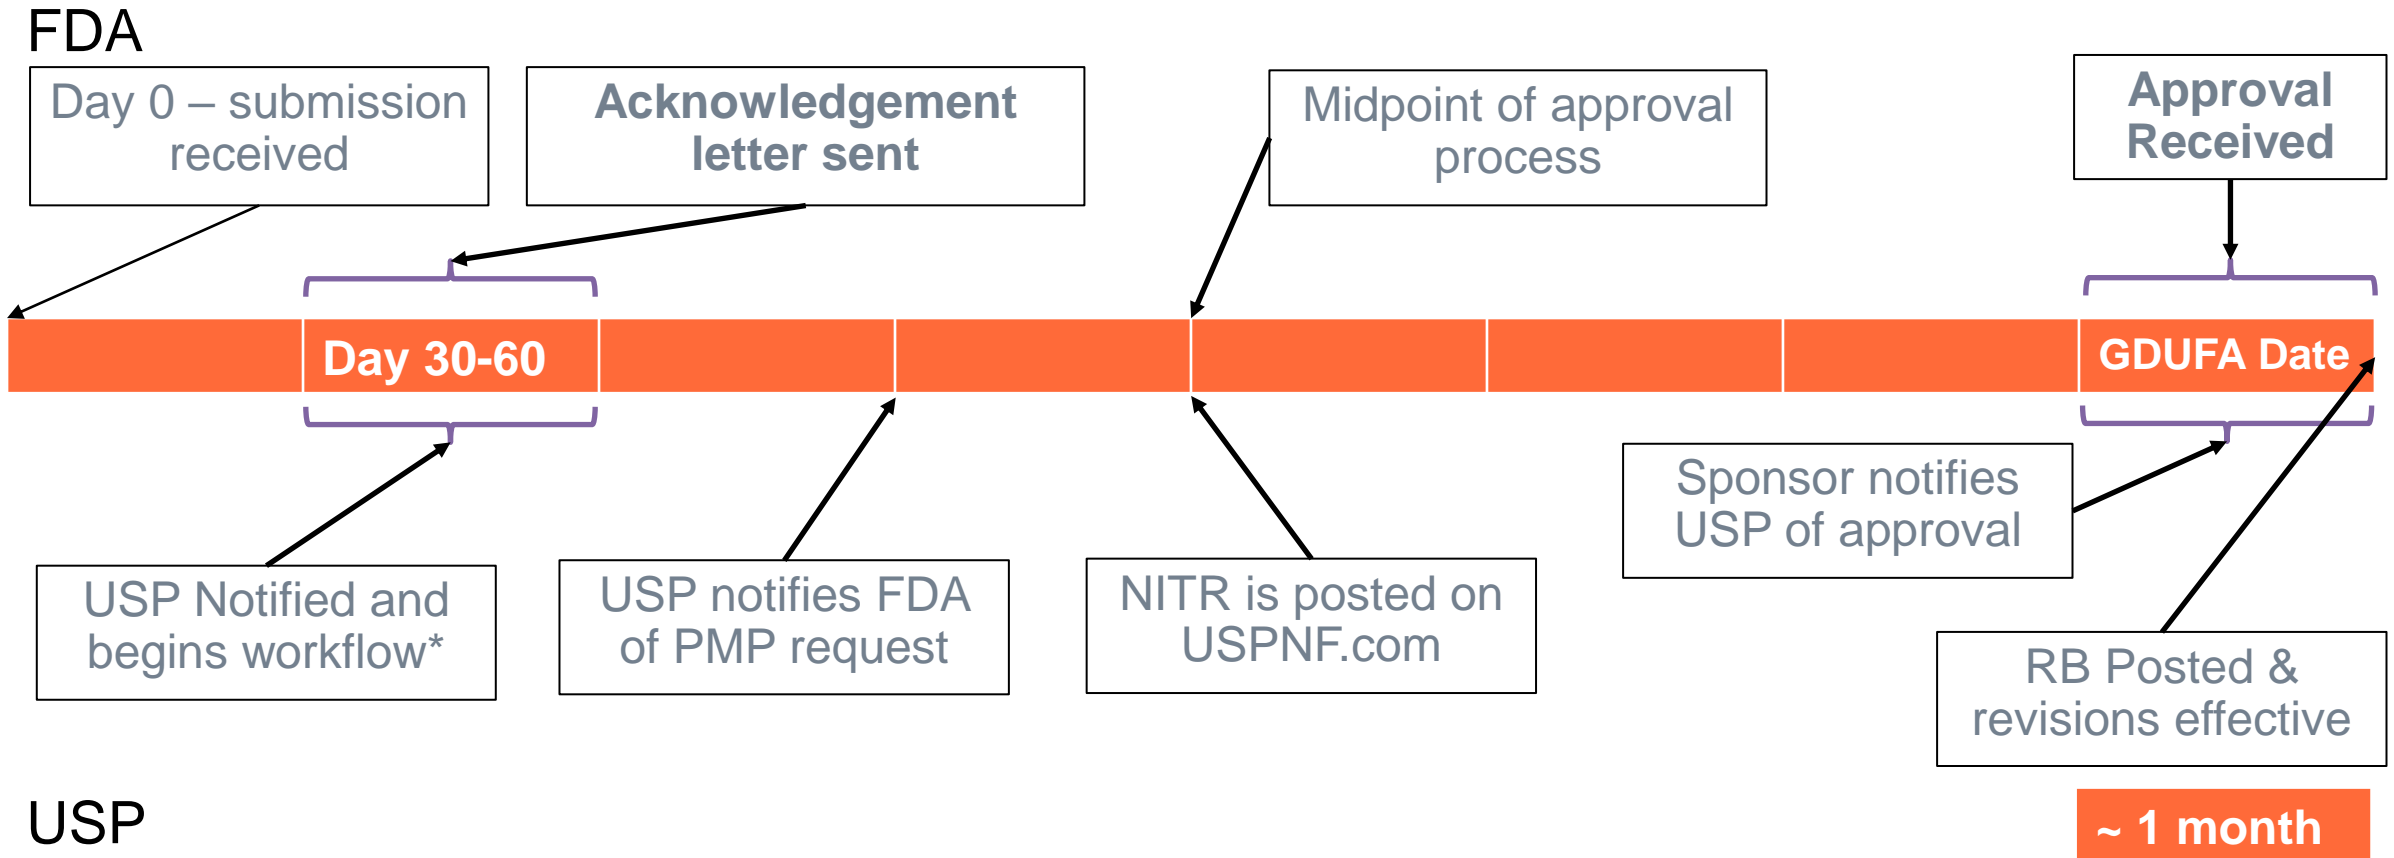 FDA
Day 0 – submission
received
Acknowledgement
letter sent
Midpoint of approval
process
Approval
Received
Day 30-60
GDUFA Date
USP Notified and
begins workflow*
USP notifies FDA
of PMP request
NITR is posted on
USPNF.com
Sponsor notifies
USP of approval
RB Posted &
revisions effective
USP
~ 1 month